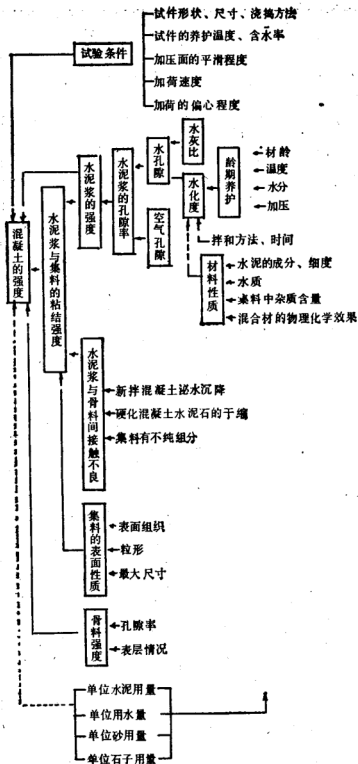 试件形状、尺寸、浇捣方法
试件的养护温度、含水率
试验条件
加压面的平滑程度
加荷速度
加荷的偏心程度
水灰比
水孔隙
龄期养护
材龄
温度
水分
加压
水化度
水泥浆的强度
水泥浆的孔隙率
空气孔隙
混凝土的强度
水泥浆与集料的粘结强度
拌和方法、时间
材料性质
水泥的成分、细度
水质
集料中杂质含量
混合材的物理化学效果
水泥浆与骨料间接触不良
新拌混凝土泌水沉降
硬化混凝土水泥石的干缩
集料有不纯组分
集料的表面性质
表面组织
粒形
最大尺寸
骨料强度
孔隙率
表层情况
单位水泥用量
单位用水量
单位砂用量
单位石子用量